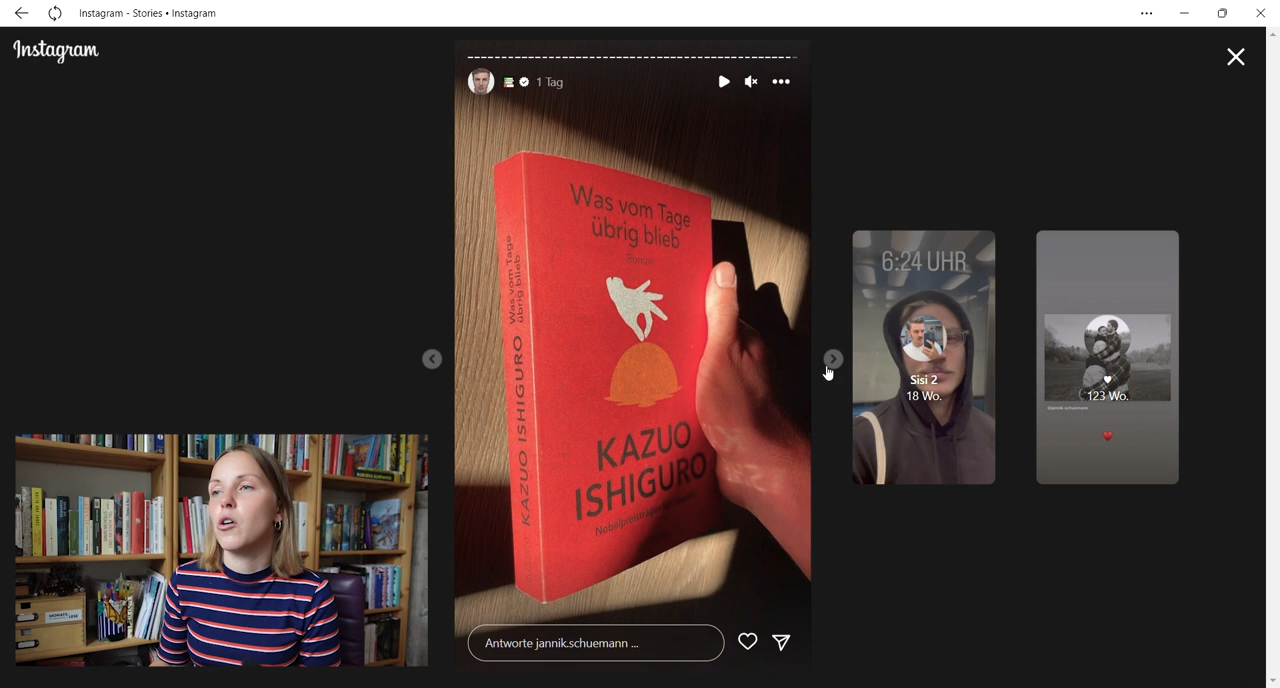 Instagram - Stories • Instagram
Instagram
1 Tag
Was vom Tage
übrig blieb
Roman
KAZUO
ISHIGURO
KAZUO ISHIGURO Was vom Tage
übrig blieb
Antworte jannik.schuemann ...
6:24 UHR
Sisi 2
18 Wo.
123 Wo.